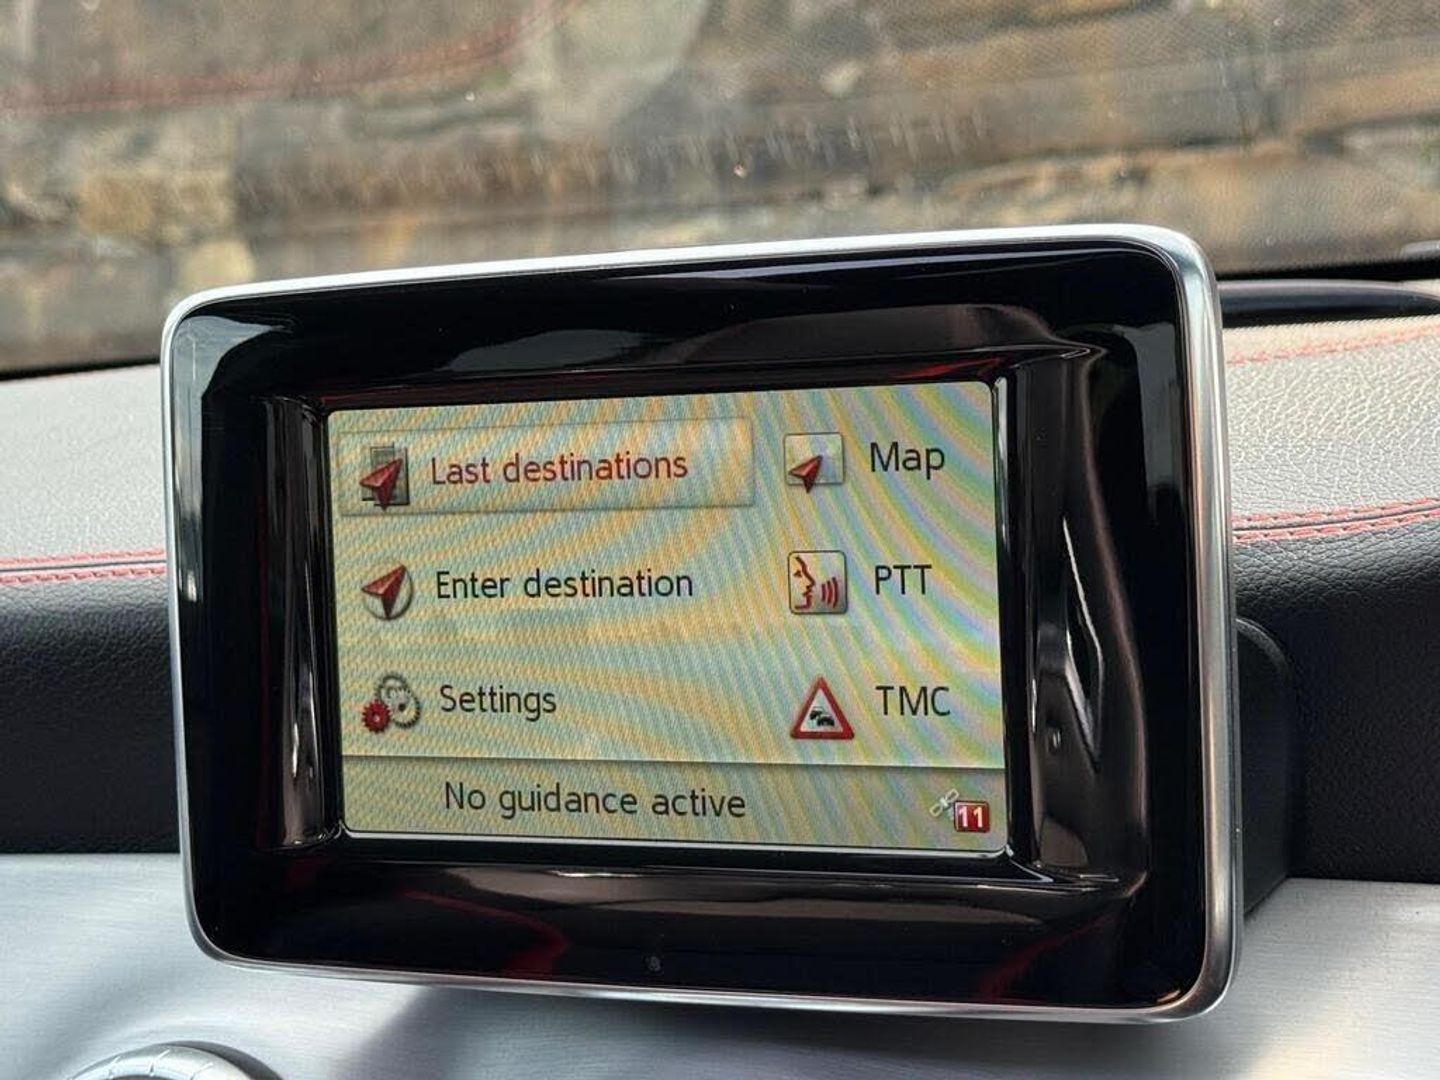 Last destinations
Map
Enter destination
PTT
Settings
TMC
No guidance active
11